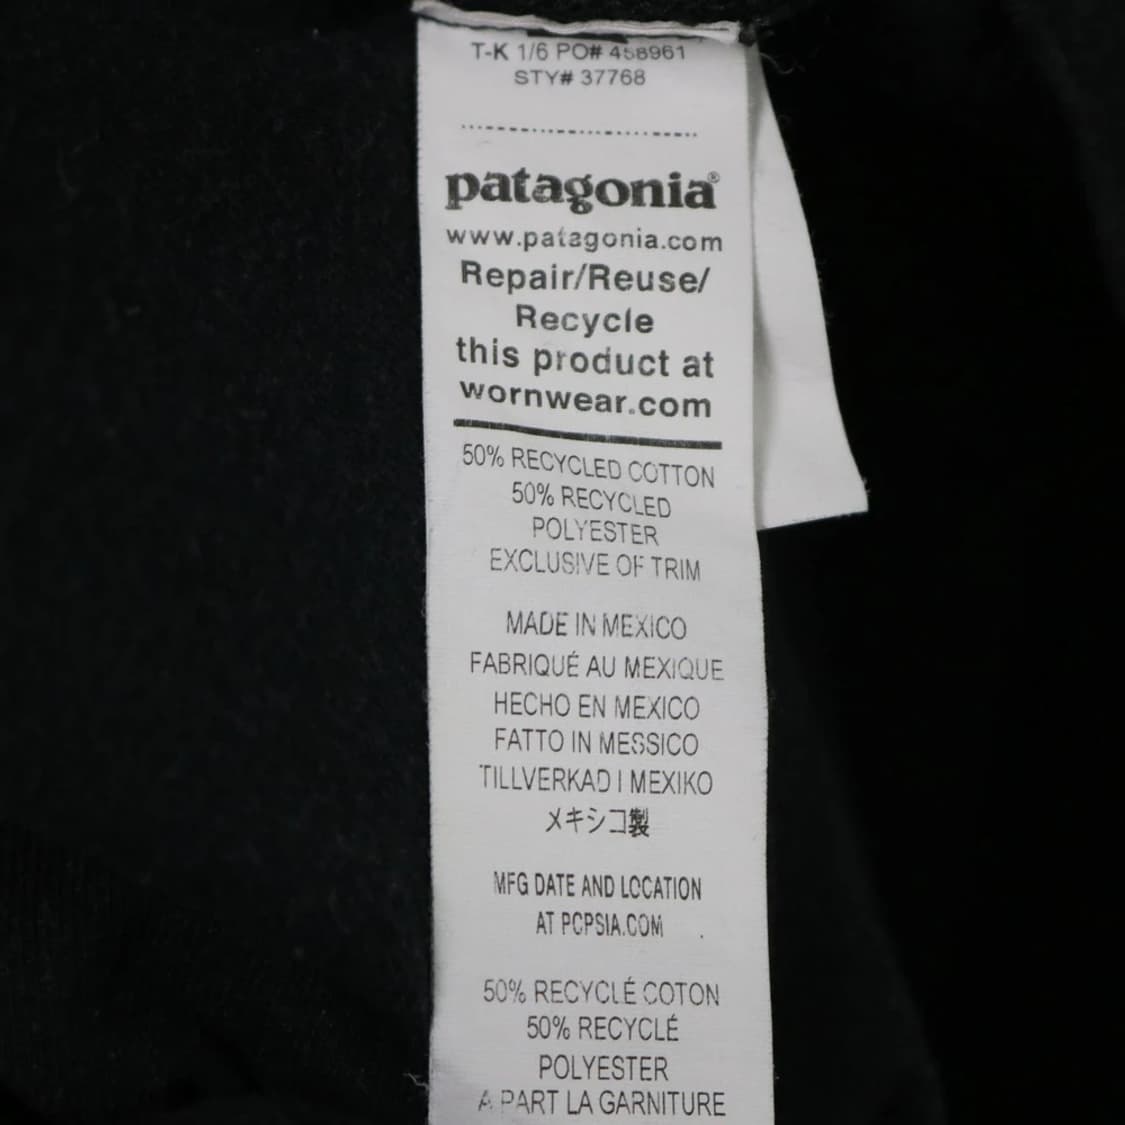 T-K 1/6 PO# 458961
STY# 37768
patagonia®
www.patagonia.com
Repair/Reuse/
Recycle
this product at
wornwear.com
50% RECYCLED COTTON
50% RECYCLED
POLYESTER
EXCLUSIVE OF TRIM
MADE IN MEXICO
FABRIQUÉ AU MEXIQUE
HECHO EN MEXICO
FATTO IN MESSICO
TILLVERKAD I MEXIKO
メキシコ製
MFG DATE AND LOCATION
AT PCPSIA.COM
50% RECYCLÉ COTON
50% RECYCLÉ
POLYESTER
A PART LA GARNITURE